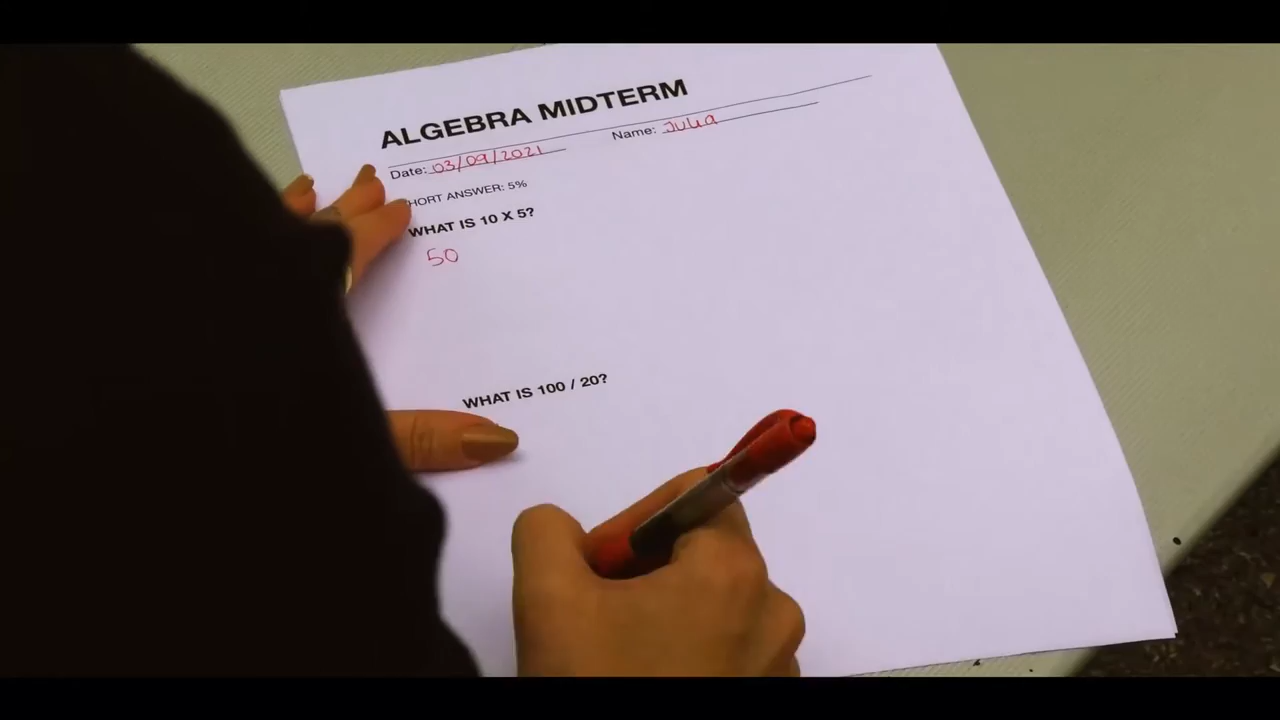 ALGEBRA MIDTERM
Date: 03/09/2021 Name: Julia
HORT ANSWER: 5%
WHAT IS 10 X 5?
50
WHAT IS 100 / 20?